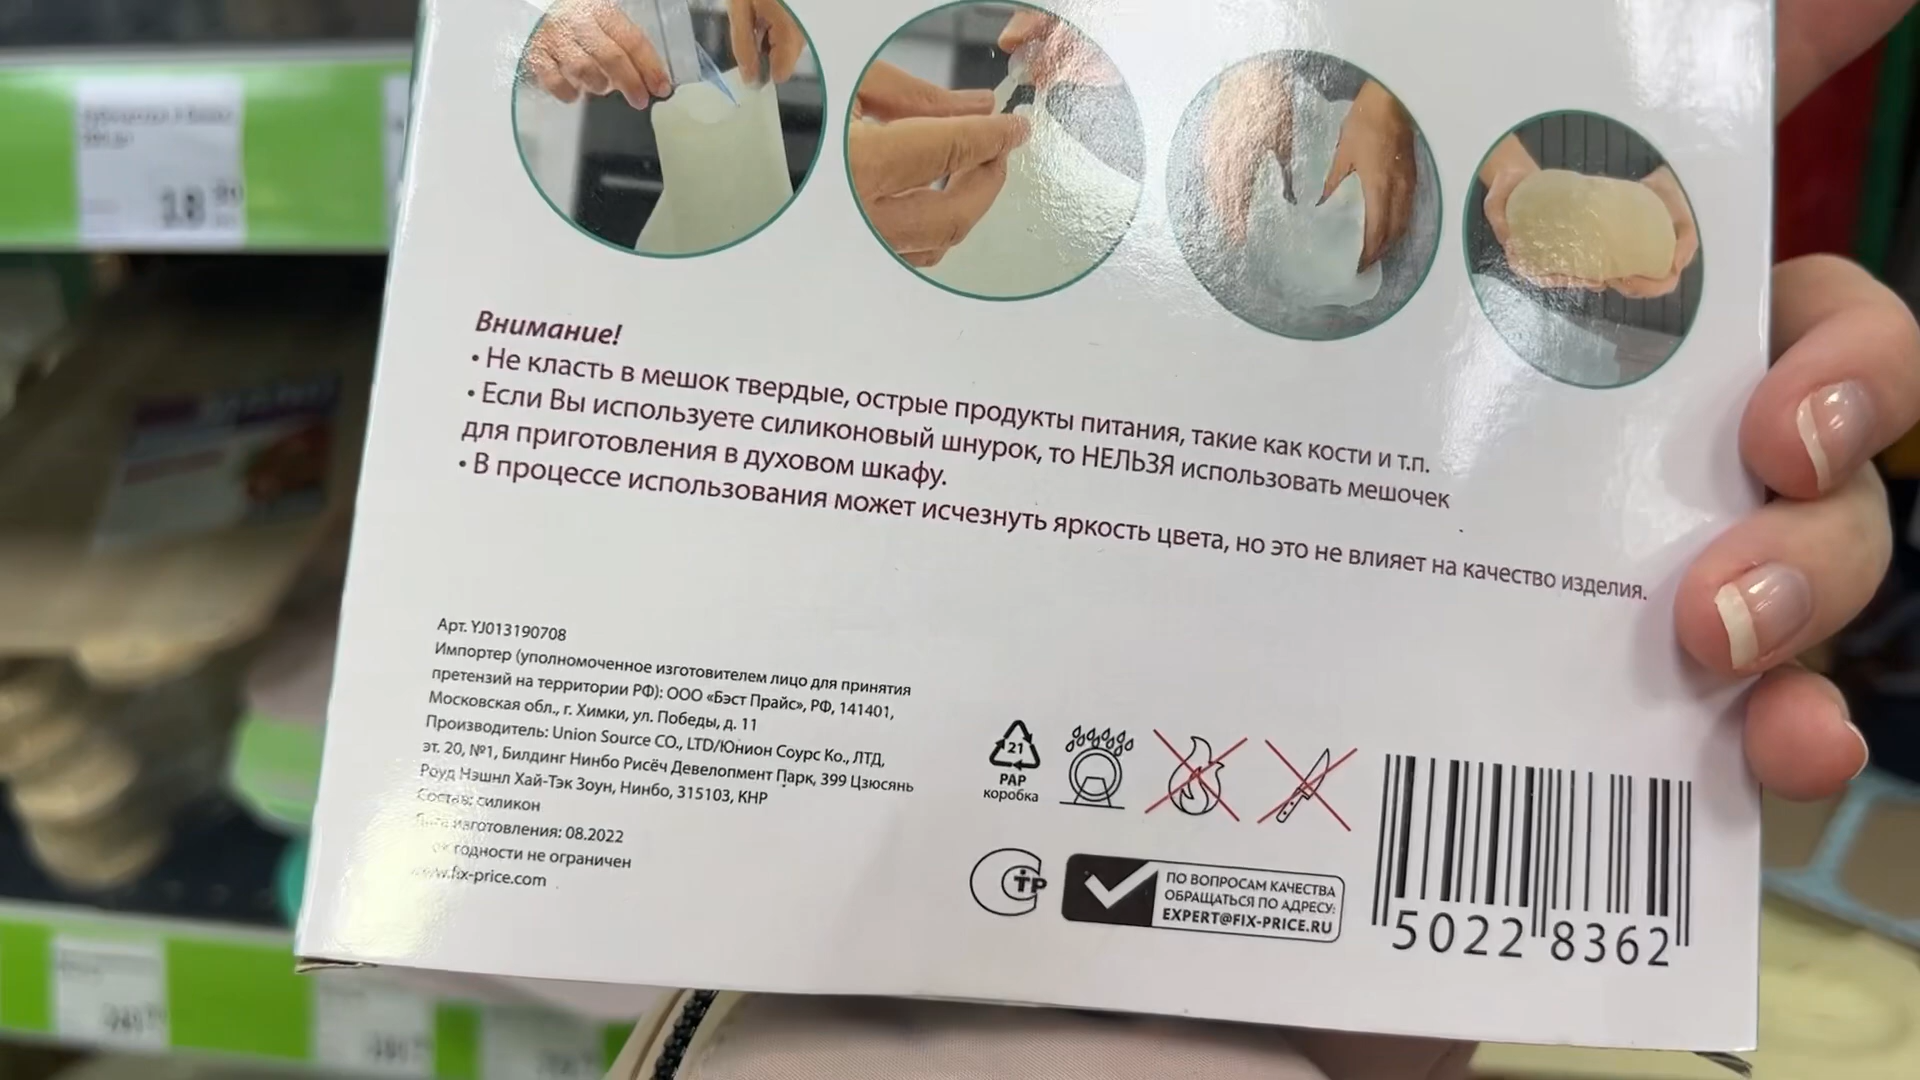 18
Внимание!
• Не класть в мешок твердые, острые продукты питания, такие как кости и т.п.
• Если Вы используете силиконовый шнурок, то НЕЛЬЗЯ использовать мешочек
для приготовления в духовом шкафу.
• В процессе использования может исчезнуть яркость цвета, но это не влияет на качество изделия.
Арт. YJ013190708
Импортер (уполномоченное изготовителем лицо для принятия
претензий на территории РФ): ООО «Бэст Прайс», РФ, 141401,
Московская обл., г. Химки, ул. Победы, д. 11
Производитель: Union Source CO., LTD/Юнион Соурс Ко., ЛТД,
эт. 20, №1, Билдинг Нинбо Рисёч Девелопмент Парк, 399 Цзюсянь
Роуд Нэшнл Хай-Тэк Зоун, Нинбо, 315103, КНР
Состав: силикон
изготовления: 08.2022
годности не ограничен
www.fix-price.com
21
PAP
коробка
СТР
ПО ВОПРОСАМ КАЧЕСТВА
ОБРАЩАТЬСЯ ПО АДРЕСУ:
EXPERT@FIX-PRICE.RU
5022 8362